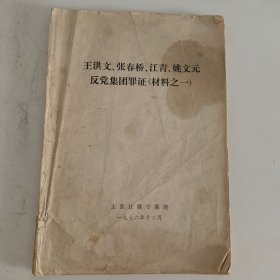 王洪文、张春桥、江青、姚文元
反党集团罪证(材料之一)
王张江姚专案组
一九七六年十二月